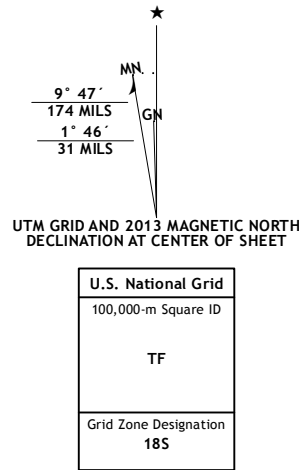 ★
MN
9° 47´
174 MILS
GN
1° 46´
31 MILS
UTM GRID AND 2013 MAGNETIC NORTH
DECLINATION AT CENTER OF SHEET
U.S. National Grid
100,000-m Square ID
TF
Grid Zone Designation
18S